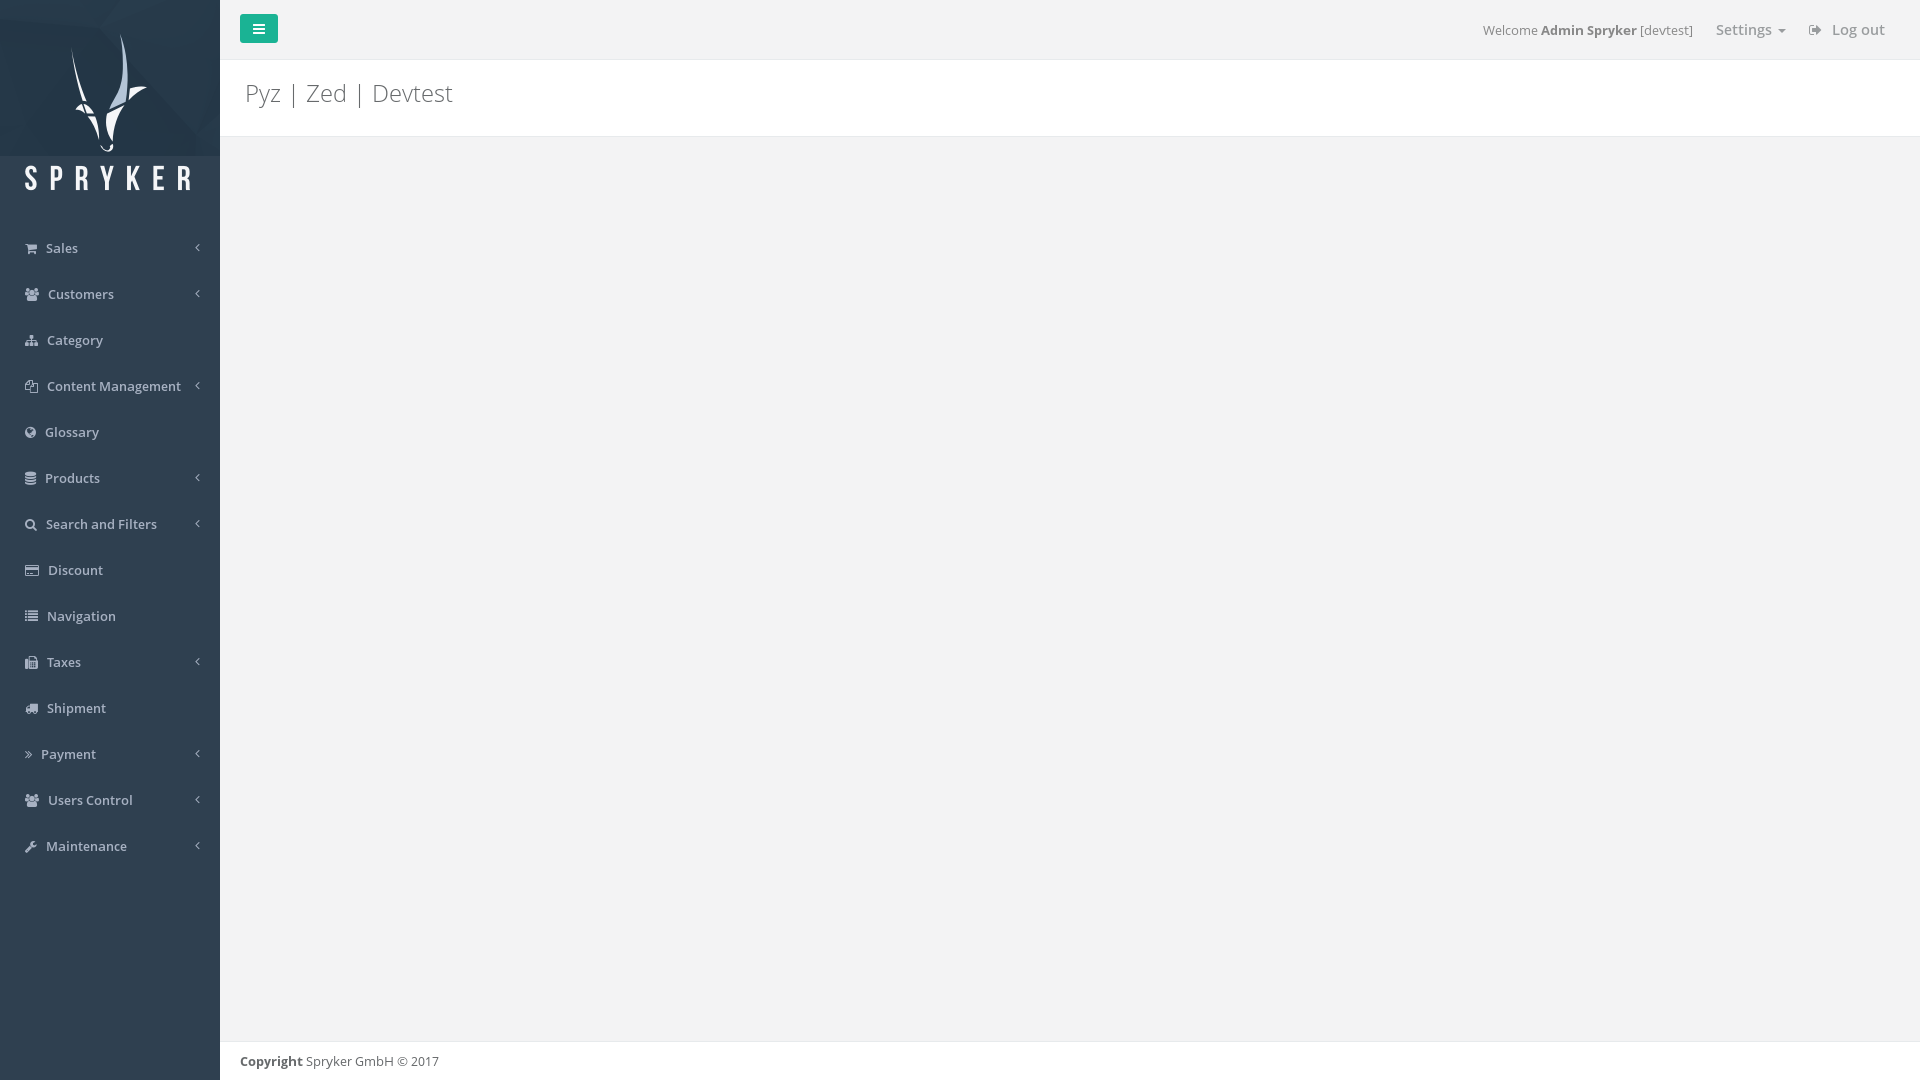 Welcome Admin Spryker [devtest]
Settings
Log out
Pyz | Zed | Devtest
SPRYKER
Sales
Customers
Category
Content Management
Glossary
Products
Search and Filters
Discount
Navigation
Taxes
Shipment
Payment
Users Control
Maintenance
Copyright Spryker GmbH © 2017